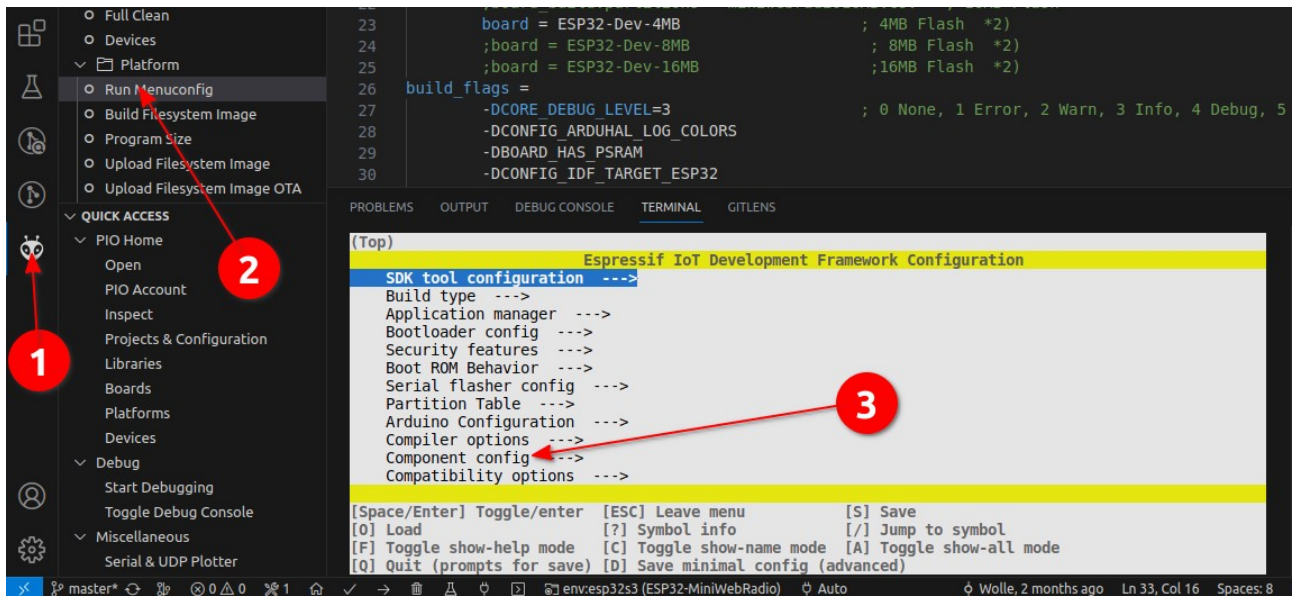 Full Clean
Devices
Platform
Run Menuconfig
Build Filesystem Image
Program Size
Upload Filesystem Image
Upload Filesystem Image OTA
QUICK ACCESS
PIO Home
Open
PIO Account
Inspect
Projects & Configuration
Libraries
Boards
Platforms
Devices
Debug
Start Debugging
Toggle Debug Console
Miscellaneous
Serial & UDP Plotter
1
2
3
23 board = ESP32-Dev-4MB ; 4MB Flash *2)
24 ;board = ESP32-Dev-8MB ; 8MB Flash *2)
25 ;board = ESP32-Dev-16MB ;16MB Flash *2)
26 build_flags =
27 -DCORE_DEBUG_LEVEL=3 ; 0 None, 1 Error, 2 Warn, 3 Info, 4 Debug, 5
28 -DCONFIG_ARDUHAL_LOG_COLORS
29 -DBOARD_HAS_PSRAM
30 -DCONFIG_IDF_TARGET_ESP32
PROBLEMS OUTPUT DEBUG CONSOLE TERMINAL GITLENS
(Top)
Espressif IoT Development Framework Configuration
SDK tool configuration --->
Build type --->
Application manager --->
Bootloader config --->
Security features --->
Boot ROM Behavior --->
Serial flasher config --->
Partition Table --->
Arduino Configuration --->
Compiler options --->
Component config --->
Compatibility options --->
[Space/Enter] Toggle/enter [ESC] Leave menu [S] Save
[O] Load [?] Symbol info [/] Jump to symbol
[F] Toggle show-help mode [C] Toggle show-name mode [A] Toggle show-all mode
[Q] Quit (prompts for save) [D] Save minimal config (advanced)
master* 0 0 1 env:esp32s3 (ESP32-MiniWebRadio) Auto Wolle, 2 months ago Ln 33, Col 16 Spaces: 8